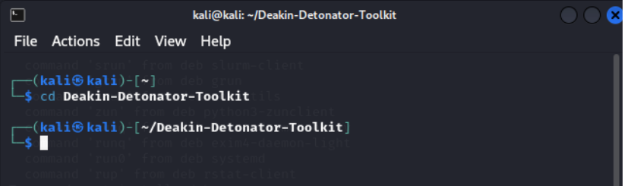 kali@kali: ~/Deakin-Detonator-Toolkit
File Actions Edit View Help
┌──(kali㉿kali)-[~]
└─$ cd Deakin-Detonator-Toolkit
┌──(kali㉿kali)-[~/Deakin-Detonator-Toolkit]
└─$